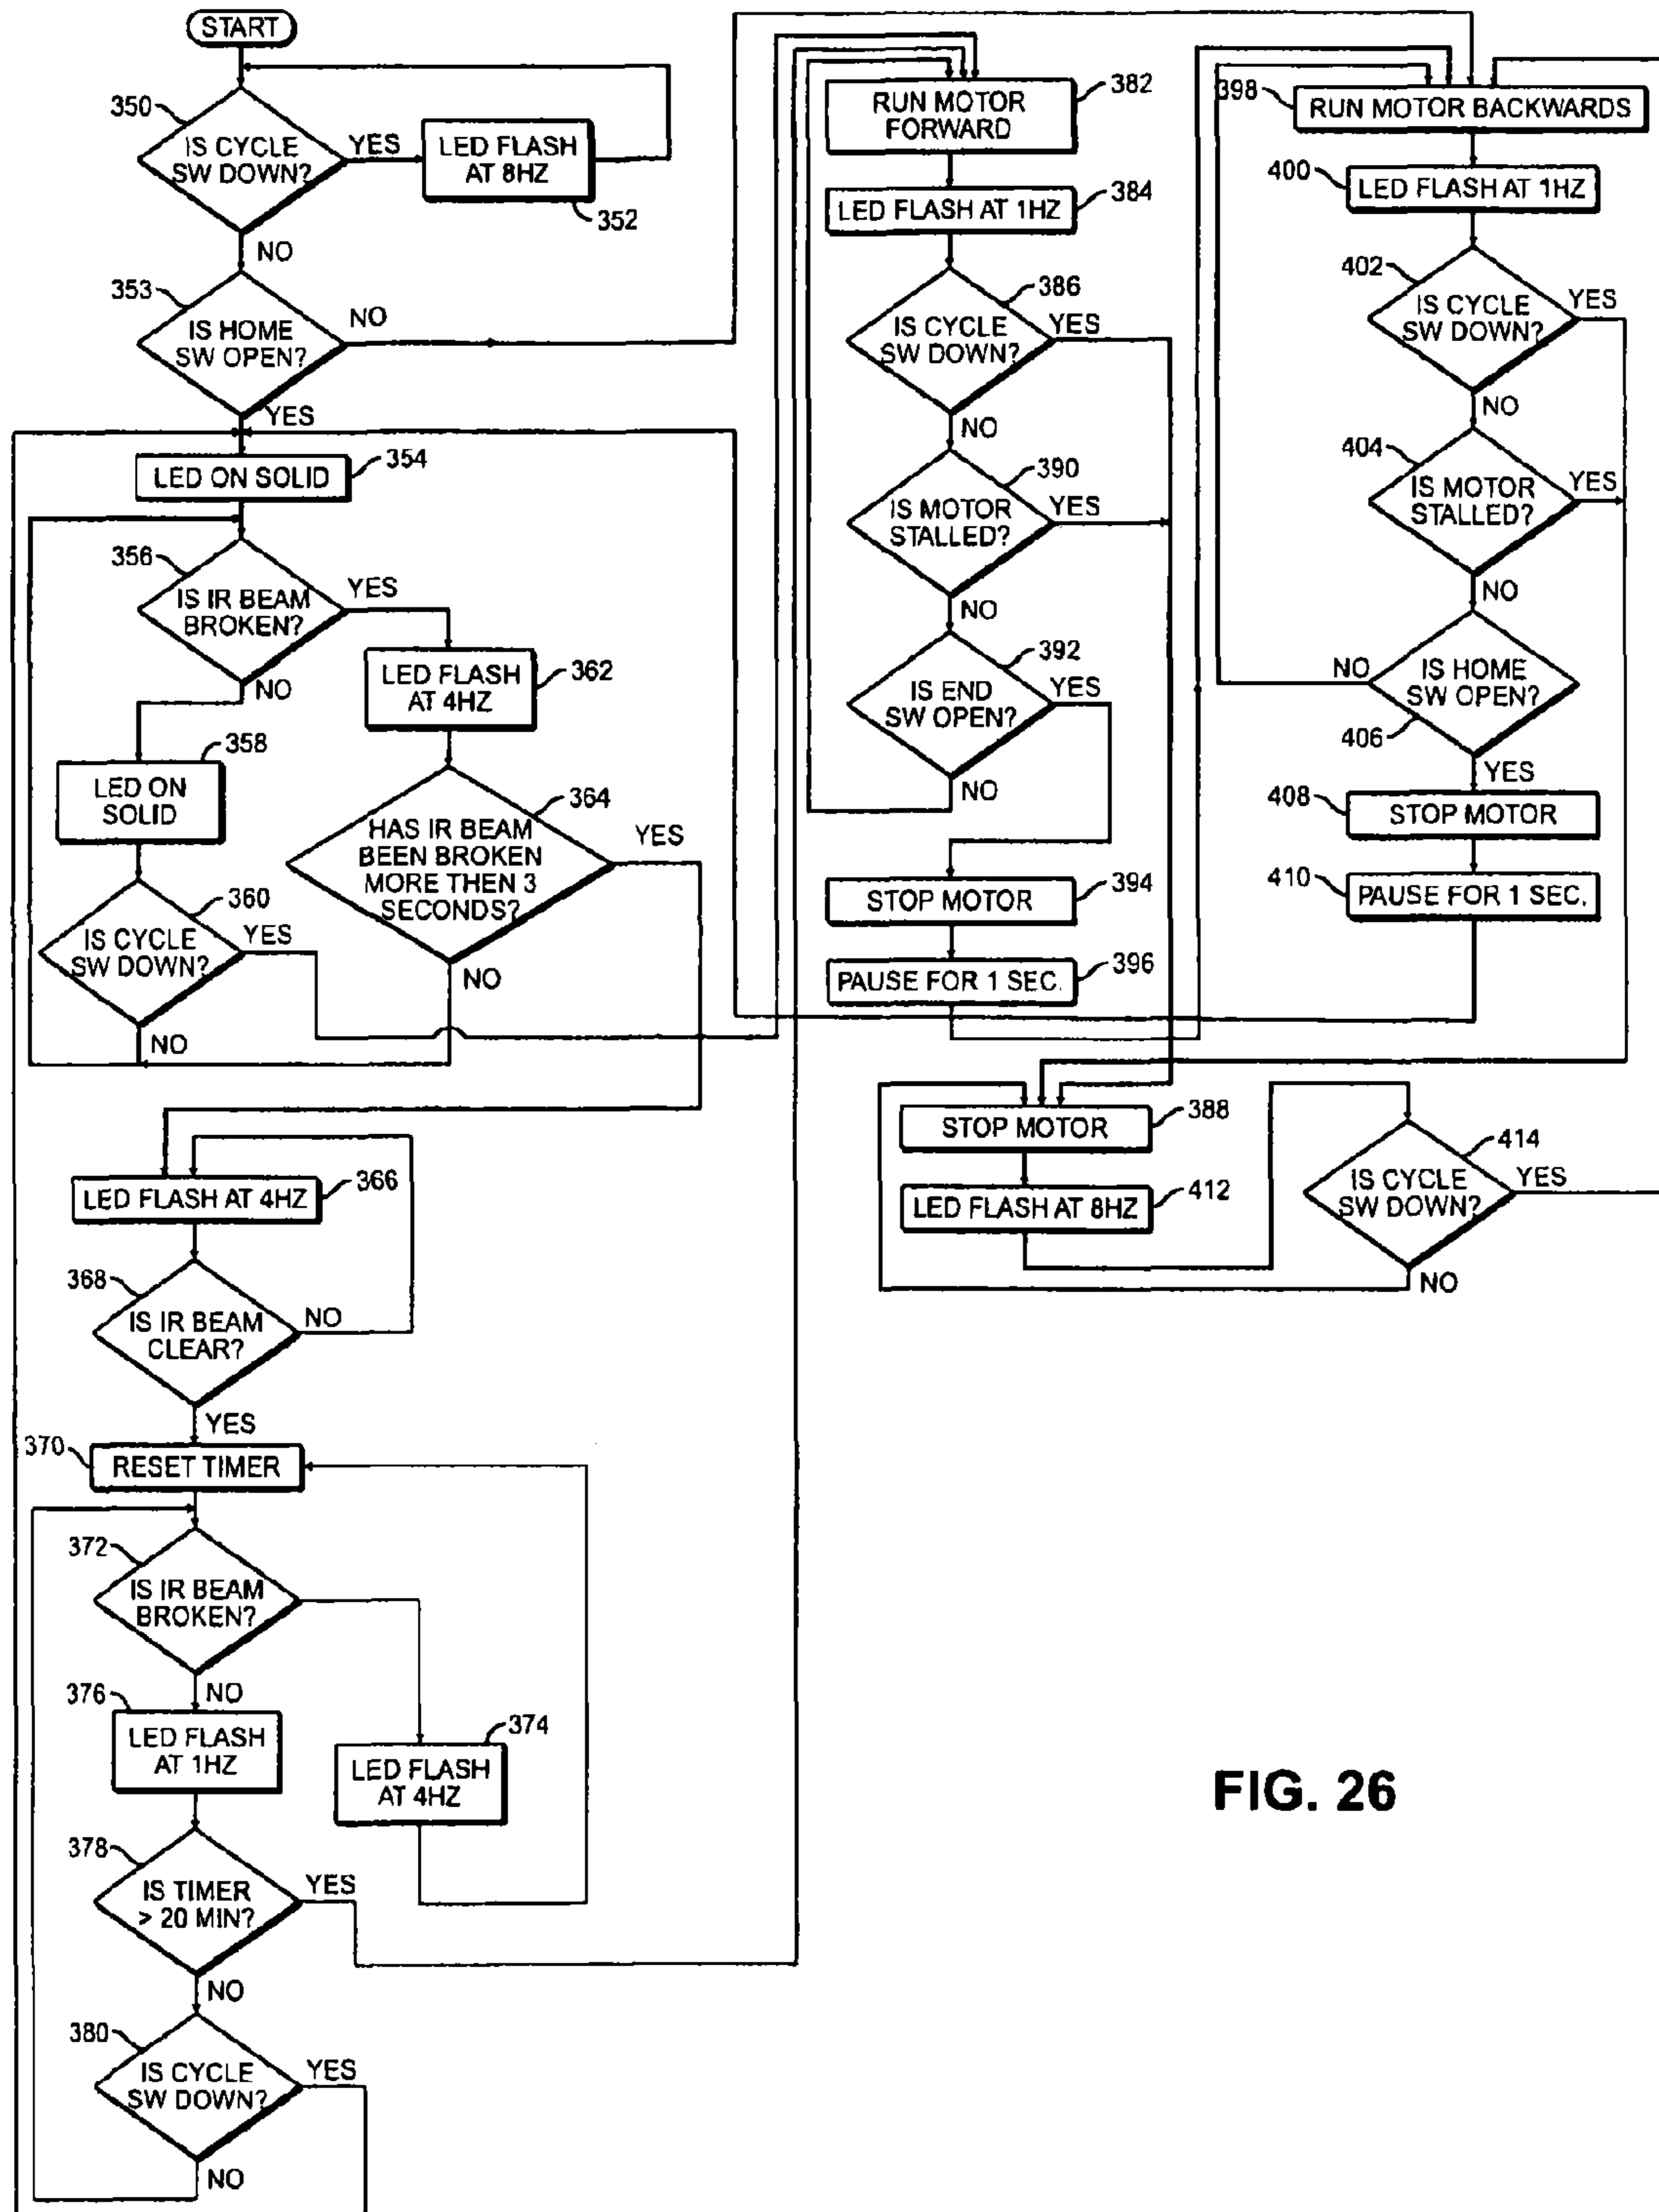 START
350
IS CYCLE
SW DOWN?
YES
LED FLASH
AT 8HZ
352
NO
353
IS HOME
SW OPEN?
NO
YES
LED ON SOLID
354
356
IS IR BEAM
BROKEN?
YES
NO
LED FLASH
AT 4HZ
362
358
LED ON
SOLID
364
HAS IR BEAM
BEEN BROKEN
MORE THEN 3
SECONDS?
YES
NO
360
IS CYCLE
SW DOWN?
YES
NO
LED FLASH AT 4HZ
366
368
IS IR BEAM
CLEAR?
NO
YES
370
RESET TIMER
372
IS IR BEAM
BROKEN?
NO
376
LED FLASH
AT 1HZ
374
LED FLASH
AT 4HZ
378
IS TIMER
> 20 MIN?
YES
NO
380
IS CYCLE
SW DOWN?
YES
NO
RUN MOTOR
FORWARD
382
LED FLASH AT 1HZ
384
386
IS CYCLE
SW DOWN?
YES
NO
390
IS MOTOR
STALLED?
YES
NO
392
IS END
SW OPEN?
YES
NO
STOP MOTOR
394
PAUSE FOR 1 SEC.
396
398
RUN MOTOR BACKWARDS
400
LED FLASH AT 1HZ
402
IS CYCLE
SW DOWN?
YES
NO
404
IS MOTOR
STALLED?
YES
NO
NO
IS HOME
SW OPEN?
406
YES
408
STOP MOTOR
410
PAUSE FOR 1 SEC.
STOP MOTOR
388
LED FLASH AT 8HZ
412
414
IS CYCLE
SW DOWN?
YES
NO
FIG. 26